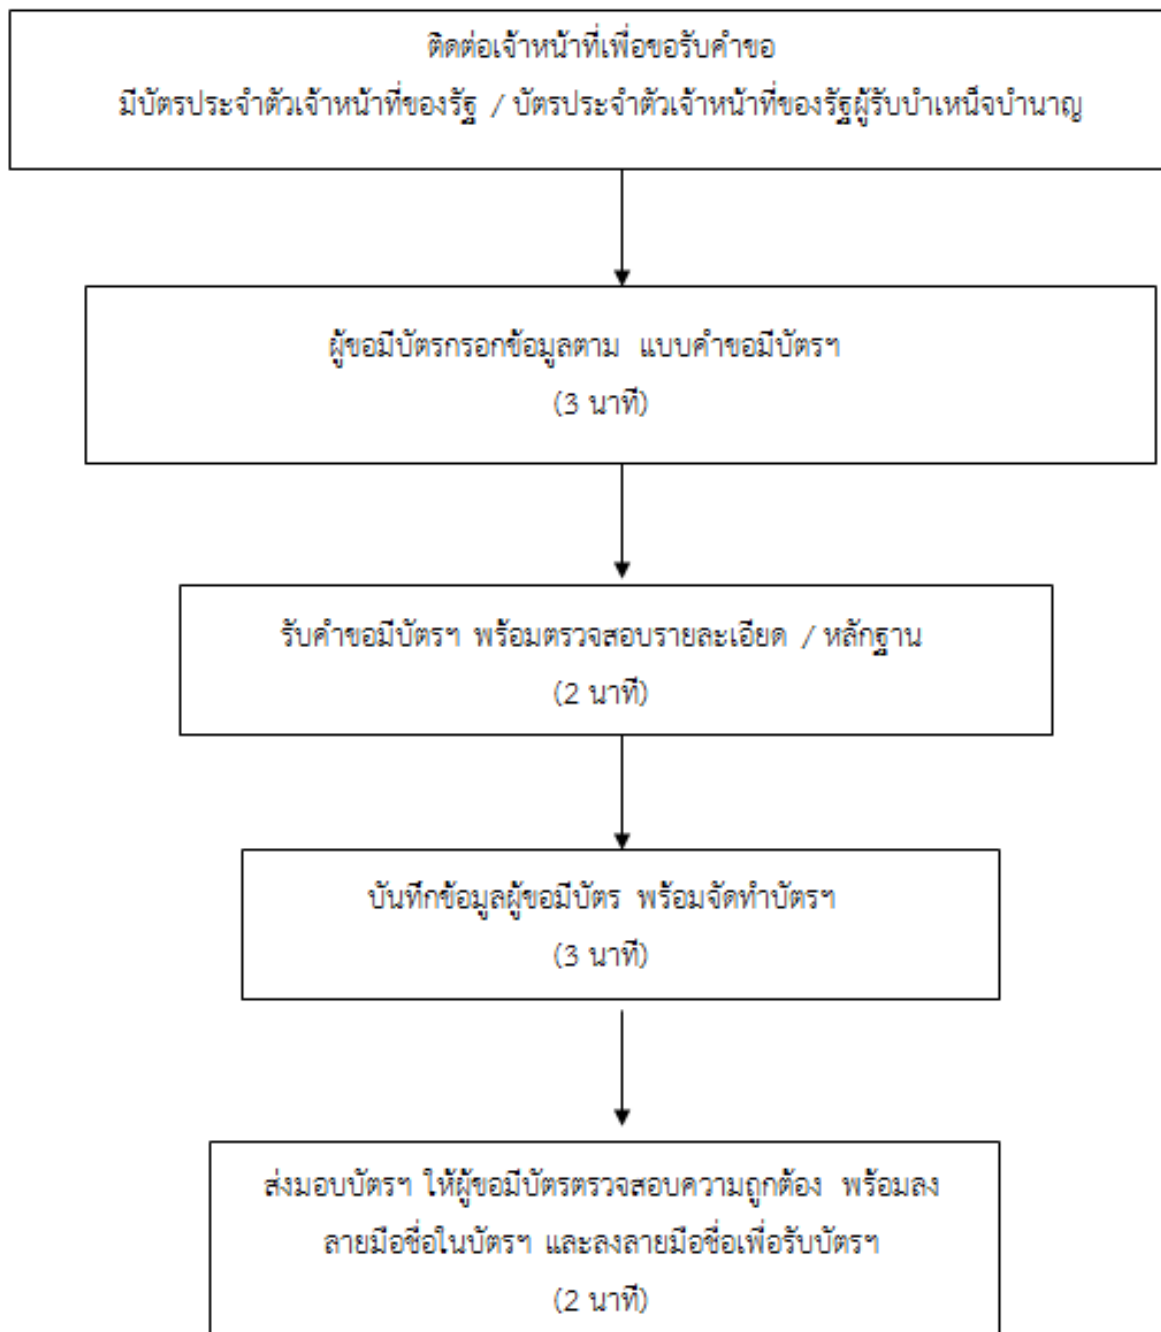 ติดต่อเจ้าหน้าที่เพื่อขอรับคำขอ
มีบัตรประจำตัวเจ้าหน้าที่ของรัฐ / บัตรประจำตัวเจ้าหน้าที่ของรัฐผู้รับบำเหน็จบำนาญ
ผู้ขอมีบัตรกรอกข้อมูลตาม แบบคำขอมีบัตรฯ
(3 นาที)
รับคำขอมีบัตรฯ พร้อมตรวจสอบรายละเอียด / หลักฐาน
(2 นาที)
บันทึกข้อมูลผู้ขอมีบัตร พร้อมจัดทำบัตรฯ
(3 นาที)
ส่งมอบบัตรฯ ให้ผู้ขอมีบัตรตรวจสอบความถูกต้อง พร้อมลง
ลายมือชื่อในบัตรฯ และลงลายมือชื่อเพื่อรับบัตรฯ
(2 นาที)